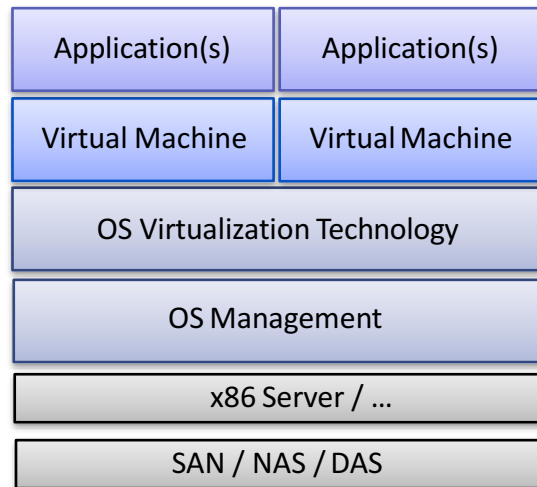 Application(s) Application(s)
Virtual Machine Virtual Machine
OS Virtualization Technology
OS Management
x86 Server / …
SAN / NAS / DAS